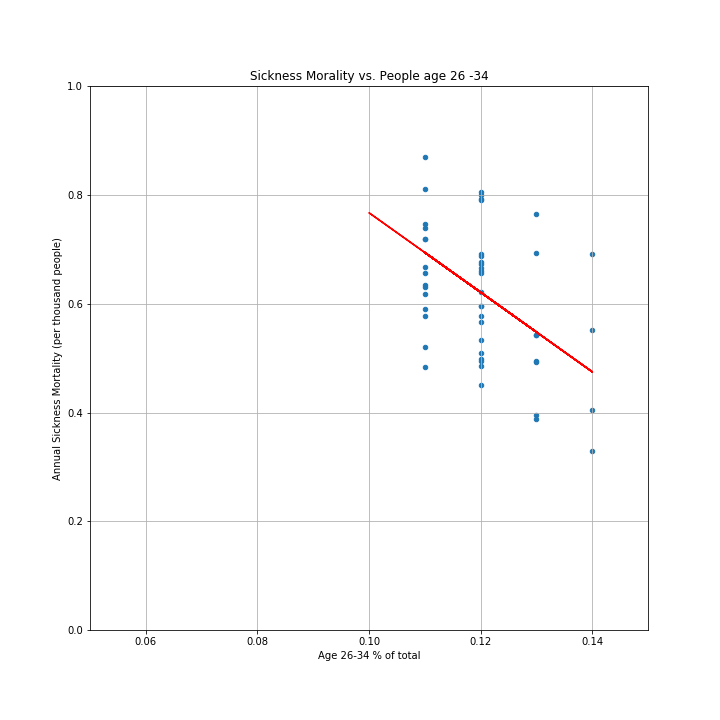 Sickness Morality vs. People age 26 -34
1.0
0.8
0.6
0.4
0.2
0.0
Annual Sickness Mortality (per thousand people)
0.06 0.08 0.10 0.12 0.14
Age 26-34 % of total